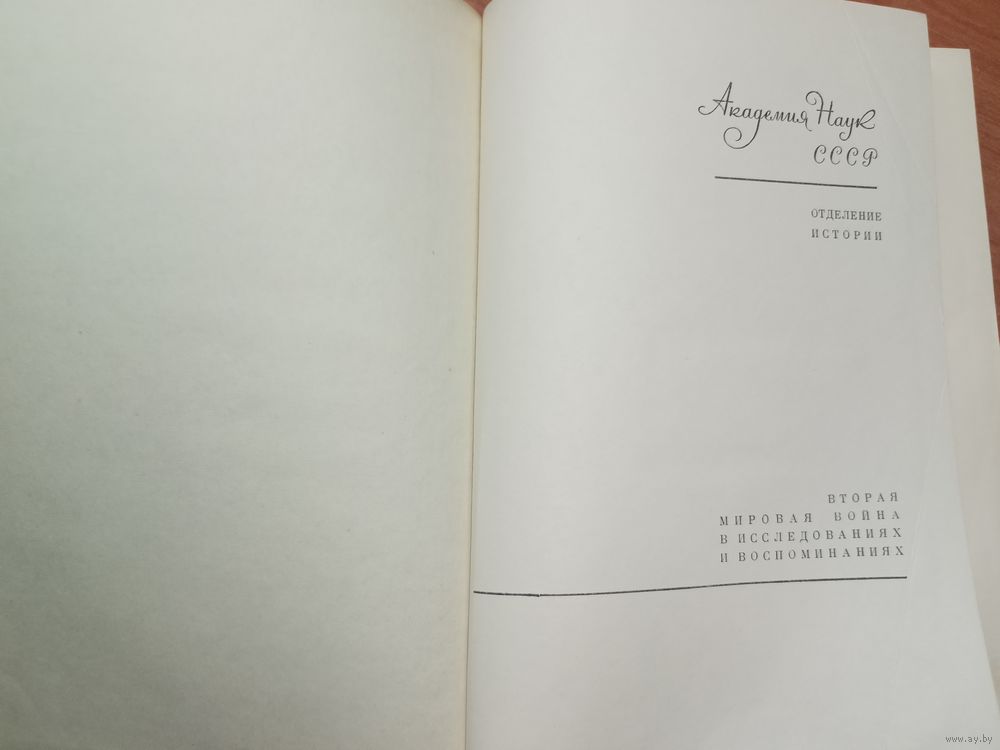 Академия Наук
СССР
ОТДЕЛЕНИЕ
ИСТОРИИ
ВТОРАЯ
МИРОВАЯ ВОЙНА
В ИССЛЕДОВАНИЯХ
И ВОСПОМИНАНИЯХ
www.ay.by